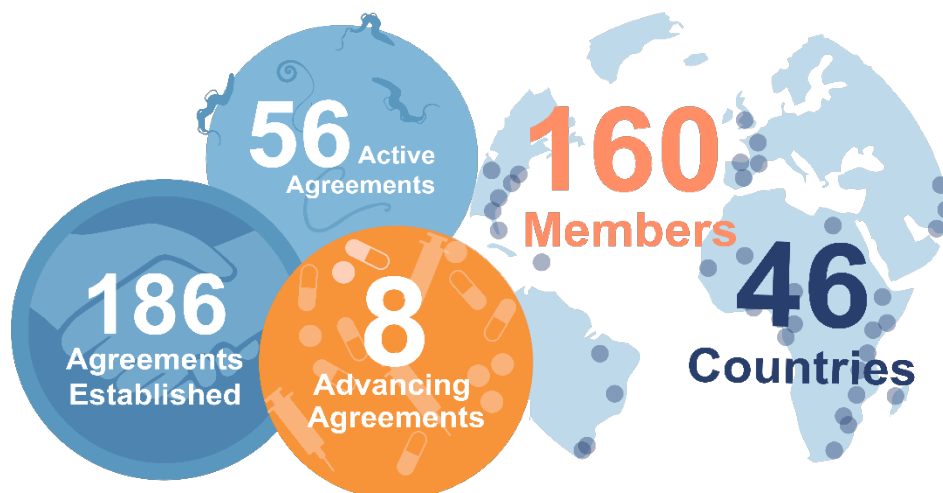 56 Active
Agreements
186
Agreements
Established
8
Advancing
Agreements
160
Members
46
Countries